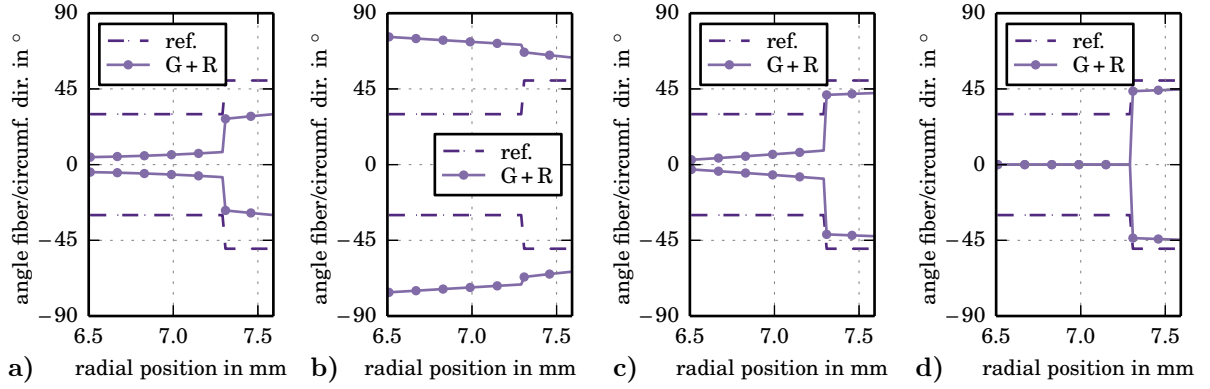 90
45
0
−45
−90
6.5 7.0 7.5
angle fiber/circumf. dir. in °
radial position in mm
ref.
G+R
a)
90
45
0
−45
−90
6.5 7.0 7.5
angle fiber/circumf. dir. in °
radial position in mm
ref.
G+R
b)
90
45
0
−45
−90
6.5 7.0 7.5
angle fiber/circumf. dir. in °
radial position in mm
ref.
G+R
c)
90
45
0
−45
−90
6.5 7.0 7.5
angle fiber/circumf. dir. in °
radial position in mm
ref.
G+R
d)